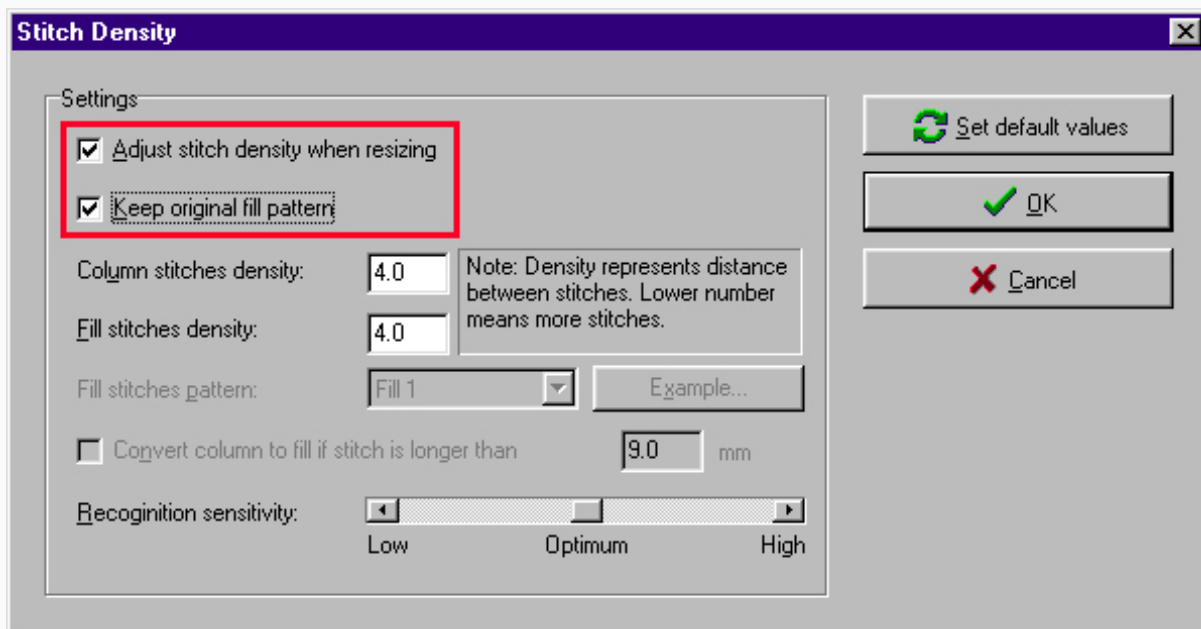 Stitch Density
Settings
Adjust stitch density when resizing
Keep original fill pattern
Column stitches density:
4.0
Note: Density represents distance
between stitches. Lower number
means more stitches.
Fill stitches density:
4.0
Fill stitches pattern:
Fill 1
Example...
Convert column to fill if stitch is longer than
9.0
mm
Recoginition sensitivity:
Low
Optimum
High
Set default values
OK
Cancel